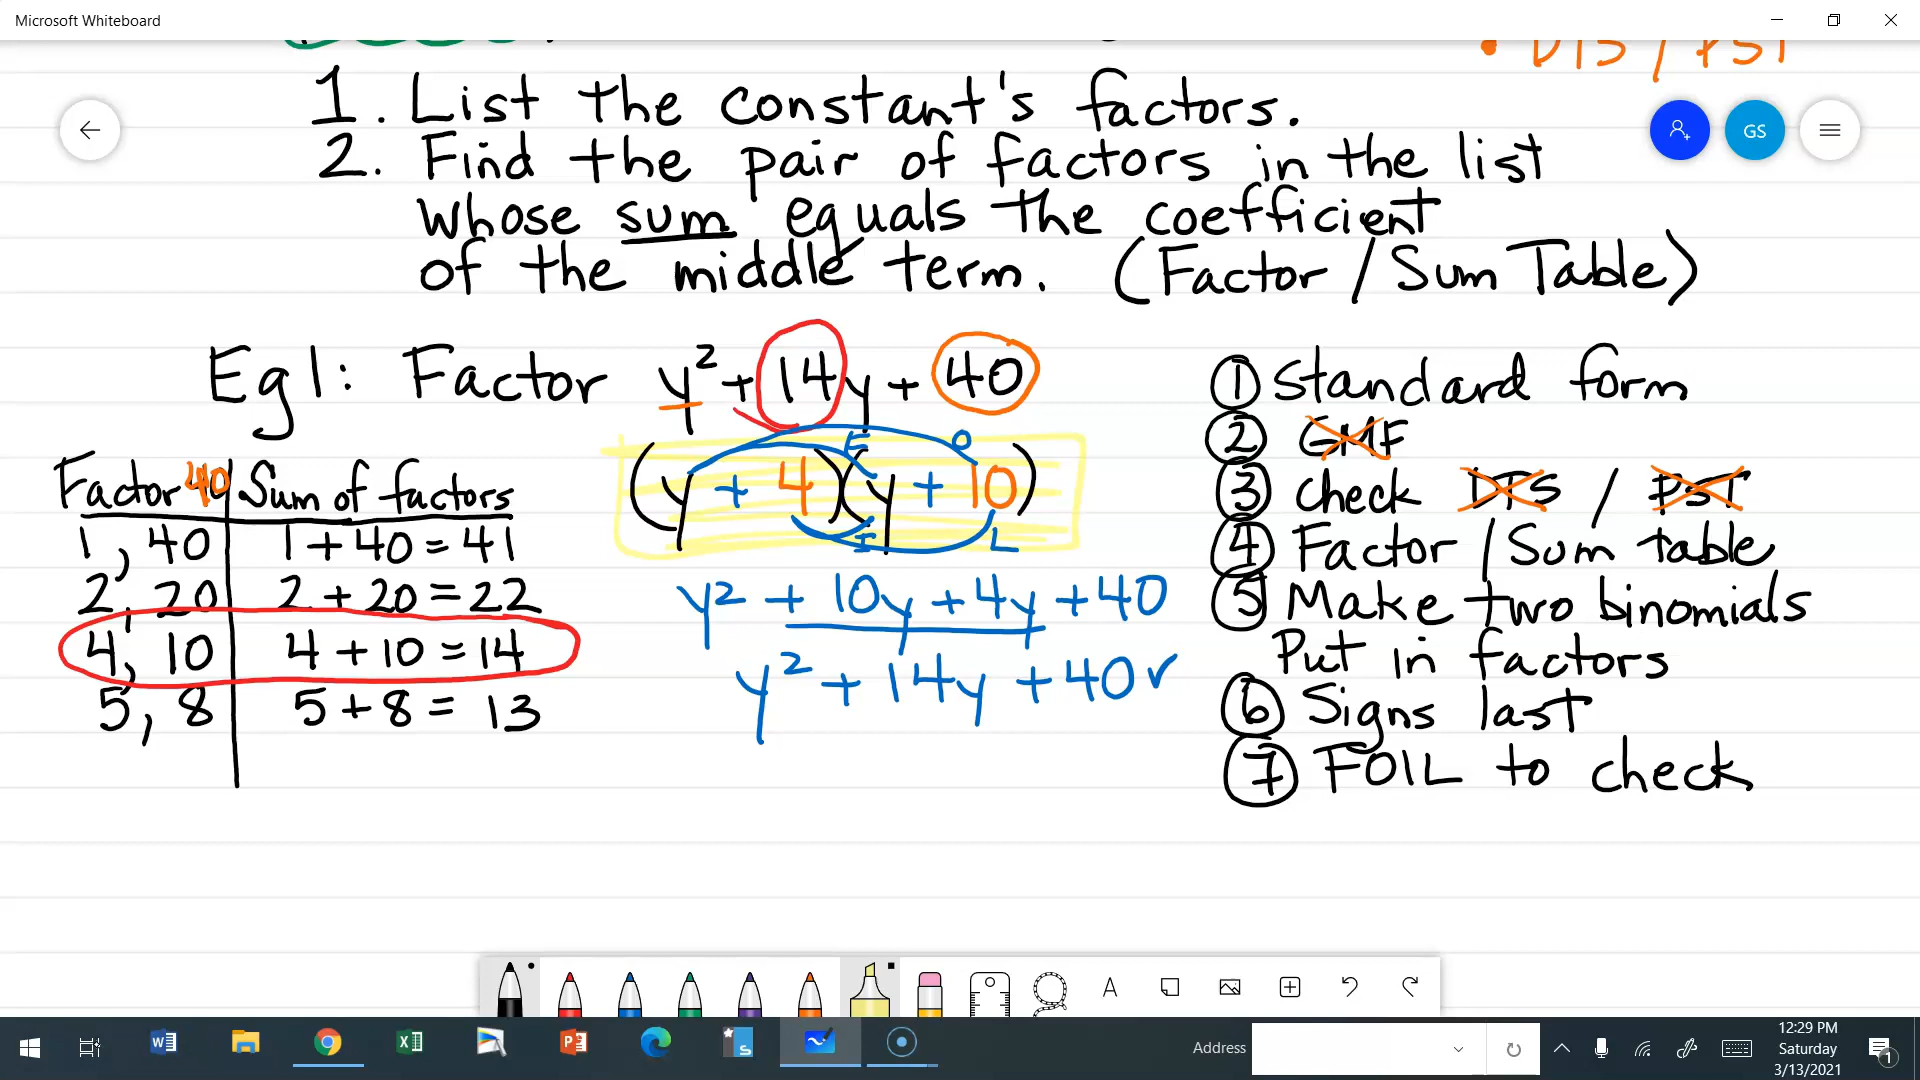 Microsoft Whiteboard
• DTS / PST
1. List the constant's factors.
2. Find the pair of factors in the list
whose sum equals the coefficient
of the middle term. (Factor / Sum Table)
GS
Eg1: Factor y² + 14y + 40
(y + 4)(y + 10)
F O I L
y² + 10y + 4y + 40
y² + 14y + 40 ✓
Factor 40 | Sum of factors
1, 40 | 1 + 40 = 41
2, 20 | 2 + 20 = 22
4, 10 | 4 + 10 = 14
5, 8 | 5 + 8 = 13
① Standard form
② GMF
③ Check DTS / PST
④ Factor / Sum table
⑤ Make two binomials
Put in factors
⑥ Signs last
⑦ FOIL to check
Address
12:29 PM
Saturday
3/13/2021
1